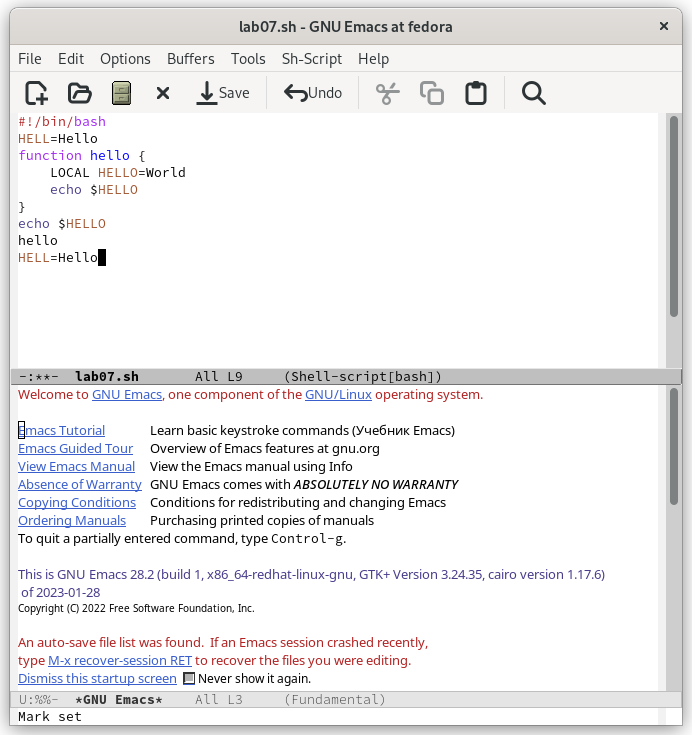 lab07.sh - GNU Emacs at fedora
File Edit Options Buffers Tools Sh-Script Help
Save Undo
#!/bin/bash
HELL=Hello
function hello {
    LOCAL HELLO=World
    echo $HELLO
}
echo $HELLO
hello
HELL=Hello
-:**-  lab07.sh       All L9     (Shell-script[bash])
Welcome to GNU Emacs, one component of the GNU/Linux operating system.
Emacs Tutorial Learn basic keystroke commands (Учебник Emacs)
Emacs Guided Tour Overview of Emacs features at gnu.org
View Emacs Manual View the Emacs manual using Info
Absence of Warranty GNU Emacs comes with ABSOLUTELY NO WARRANTY
Copying Conditions Conditions for redistributing and changing Emacs
Ordering Manuals Purchasing printed copies of manuals
To quit a partially entered command, type Control-g.
This is GNU Emacs 28.2 (build 1, x86_64-redhat-linux-gnu, GTK+ Version 3.24.35, cairo version 1.17.6)
of 2023-01-28
Copyright (C) 2022 Free Software Foundation, Inc.
An auto-save file list was found.  If an Emacs session crashed recently,
type M-x recover-session RET to recover the files you were editing.
Dismiss this startup screen Never show it again.
U:%%-  *GNU Emacs*    All L3     (Fundamental)
Mark set